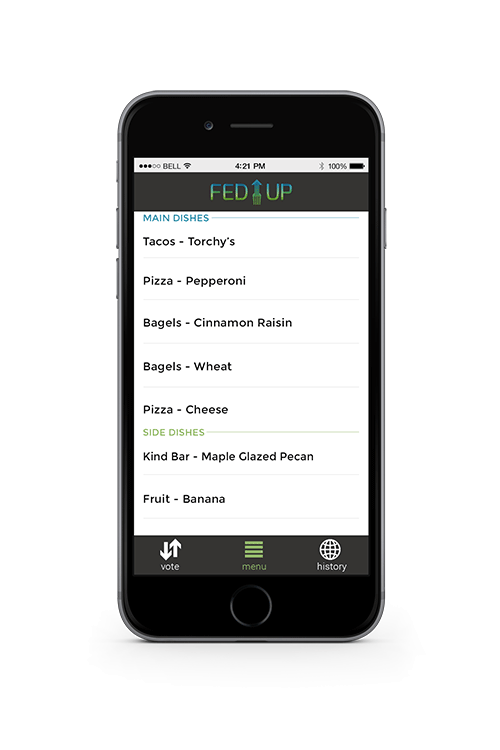 BELL 4:21 PM 100%
FED UP
MAIN DISHES
Tacos - Torchy's
Pizza - Pepperoni
Bagels - Cinnamon Raisin
Bagels - Wheat
Pizza - Cheese
SIDE DISHES
Kind Bar - Maple Glazed Pecan
Fruit - Banana
vote menu history